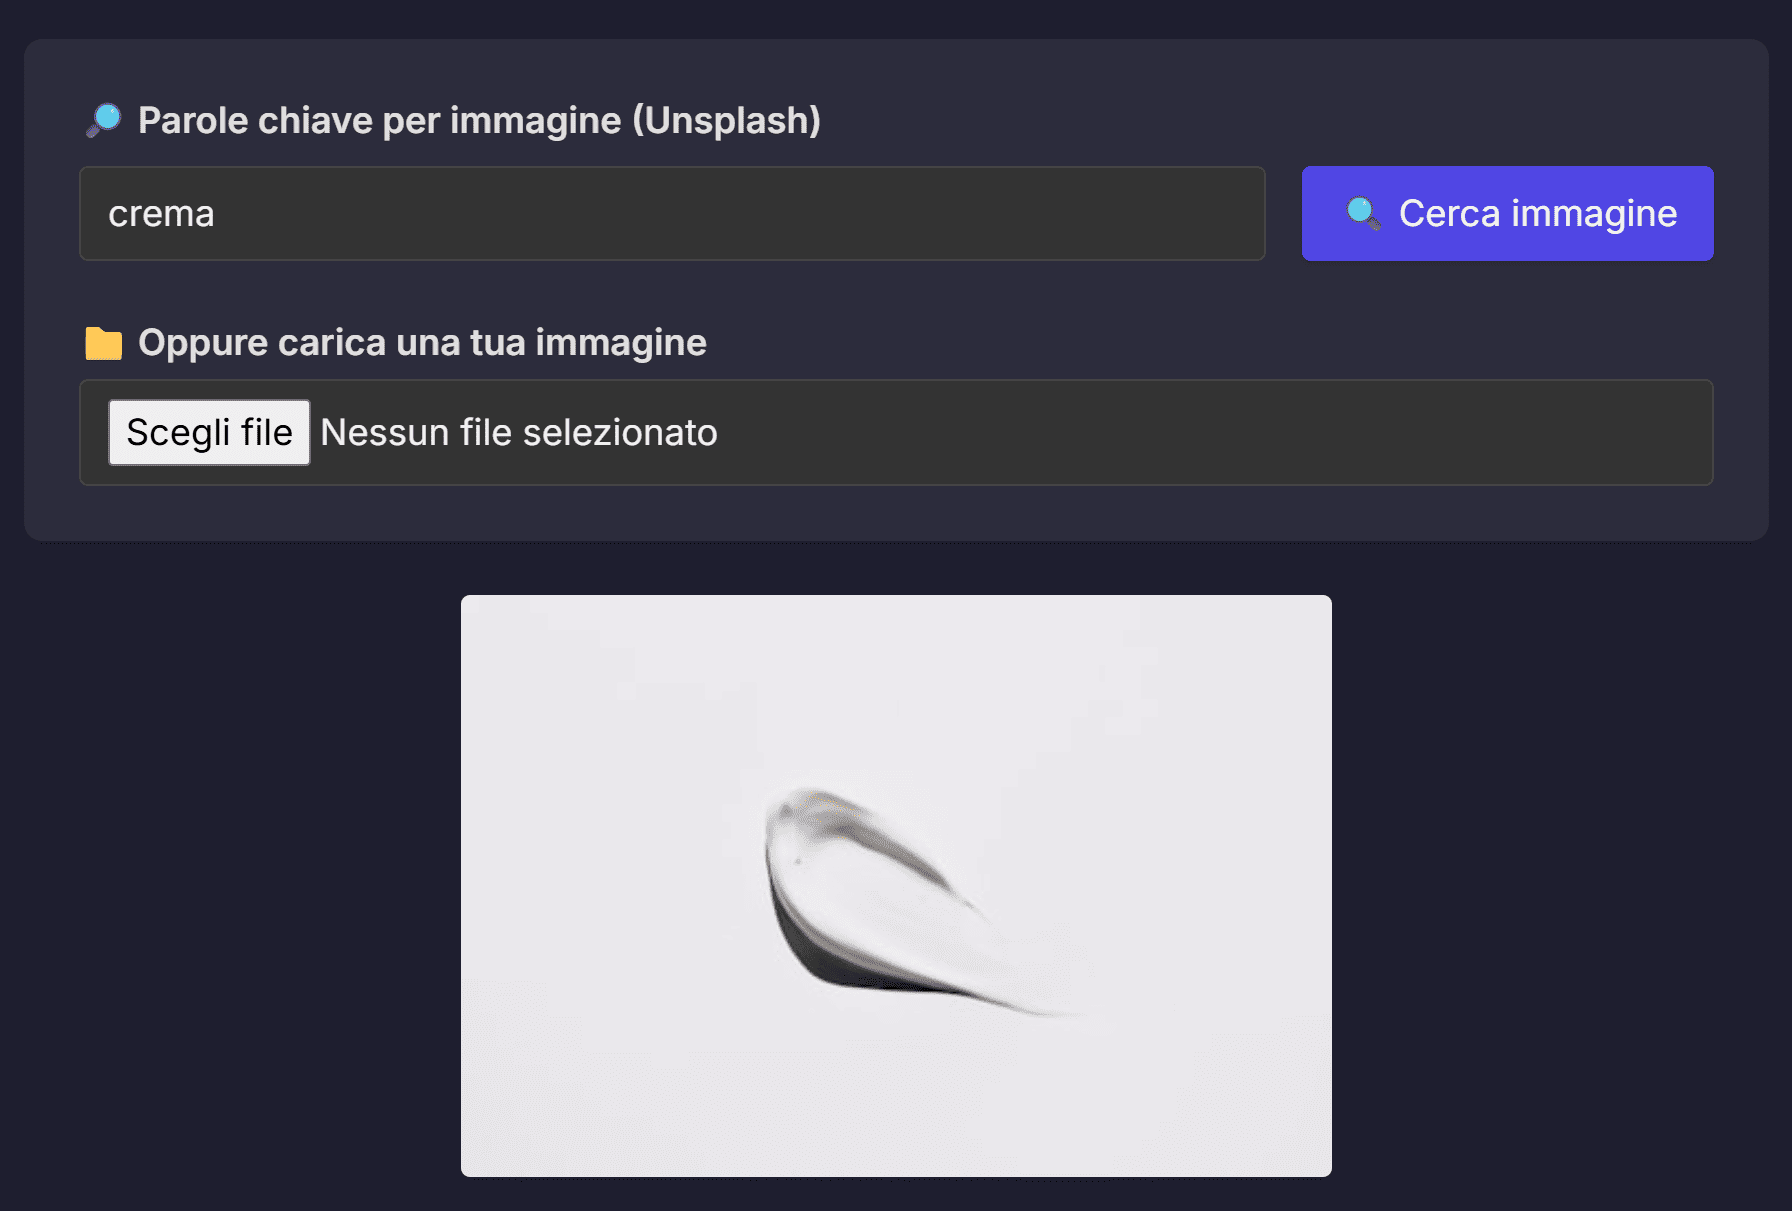 Parole chiave per immagine (Unsplash)
crema
Cerca immagine
Oppure carica una tua immagine
Scegli file Nessun file selezionato